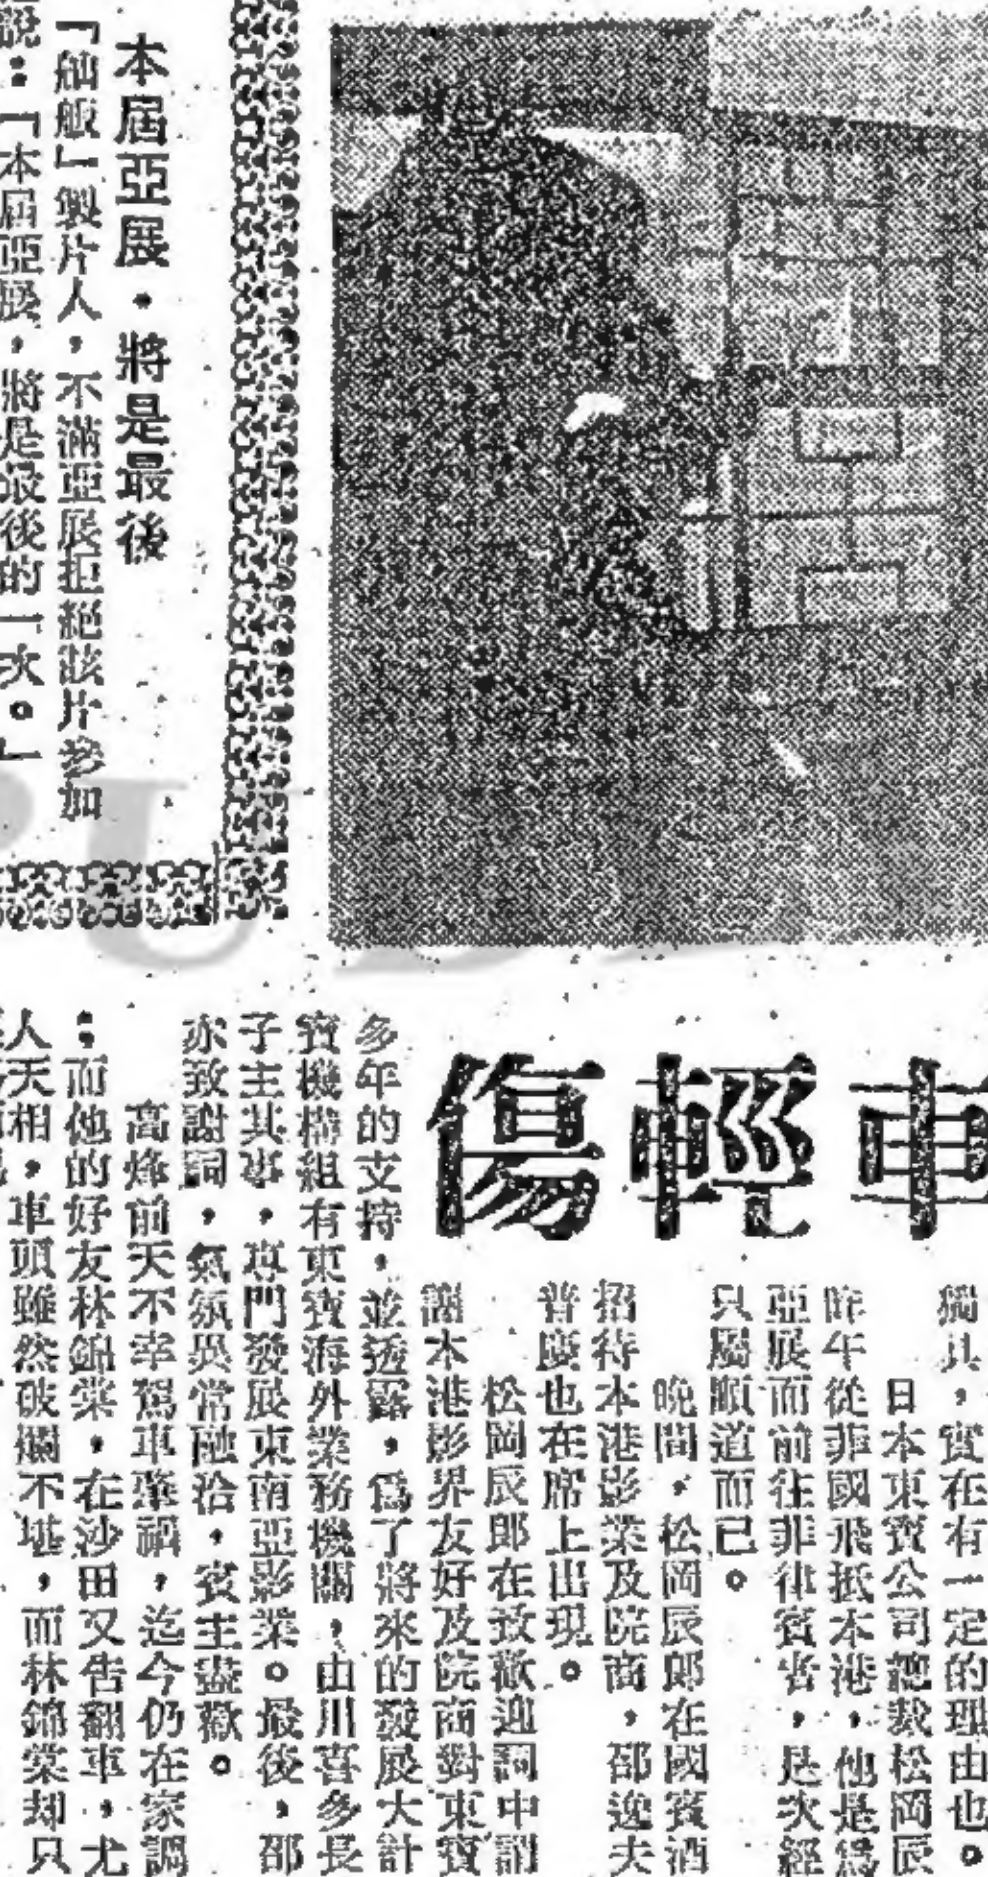 本屆亞展·將是最後
「舢舨」製片人，不滿亞展拒絕該片參加
說：「本屆亞展，將是最後的一次。」
車輕傷
獨具，實在有一定的理由也。
日本東寶公司總裁松岡辰
昨午從菲國飛抵本港，他是爲
亞展而前往菲律賓者，是次經
只屬順道而已。
晚間，松岡辰郎在國賓酒
招待本港影業及院商，邵逸夫
普慶也在席上出現。
松岡辰郎在致歡迎詞中謂
謝本港影界友好及院商對東寶
多年的支持，並透露，爲了將來的發展大計
寶機構組有東寶海外業務機關，由川喜多長
子主其事，專門發展東南亞影業。最後，邵
亦致謝詞，氣氛異常融洽，賓主盡歡。
高烽前天不幸駕車肇禍，迄今仍在家調
；而他的好友林錦棠，在沙田又告翻車，尤
人天相，車頭雖然破爛不堪，而林錦棠却只